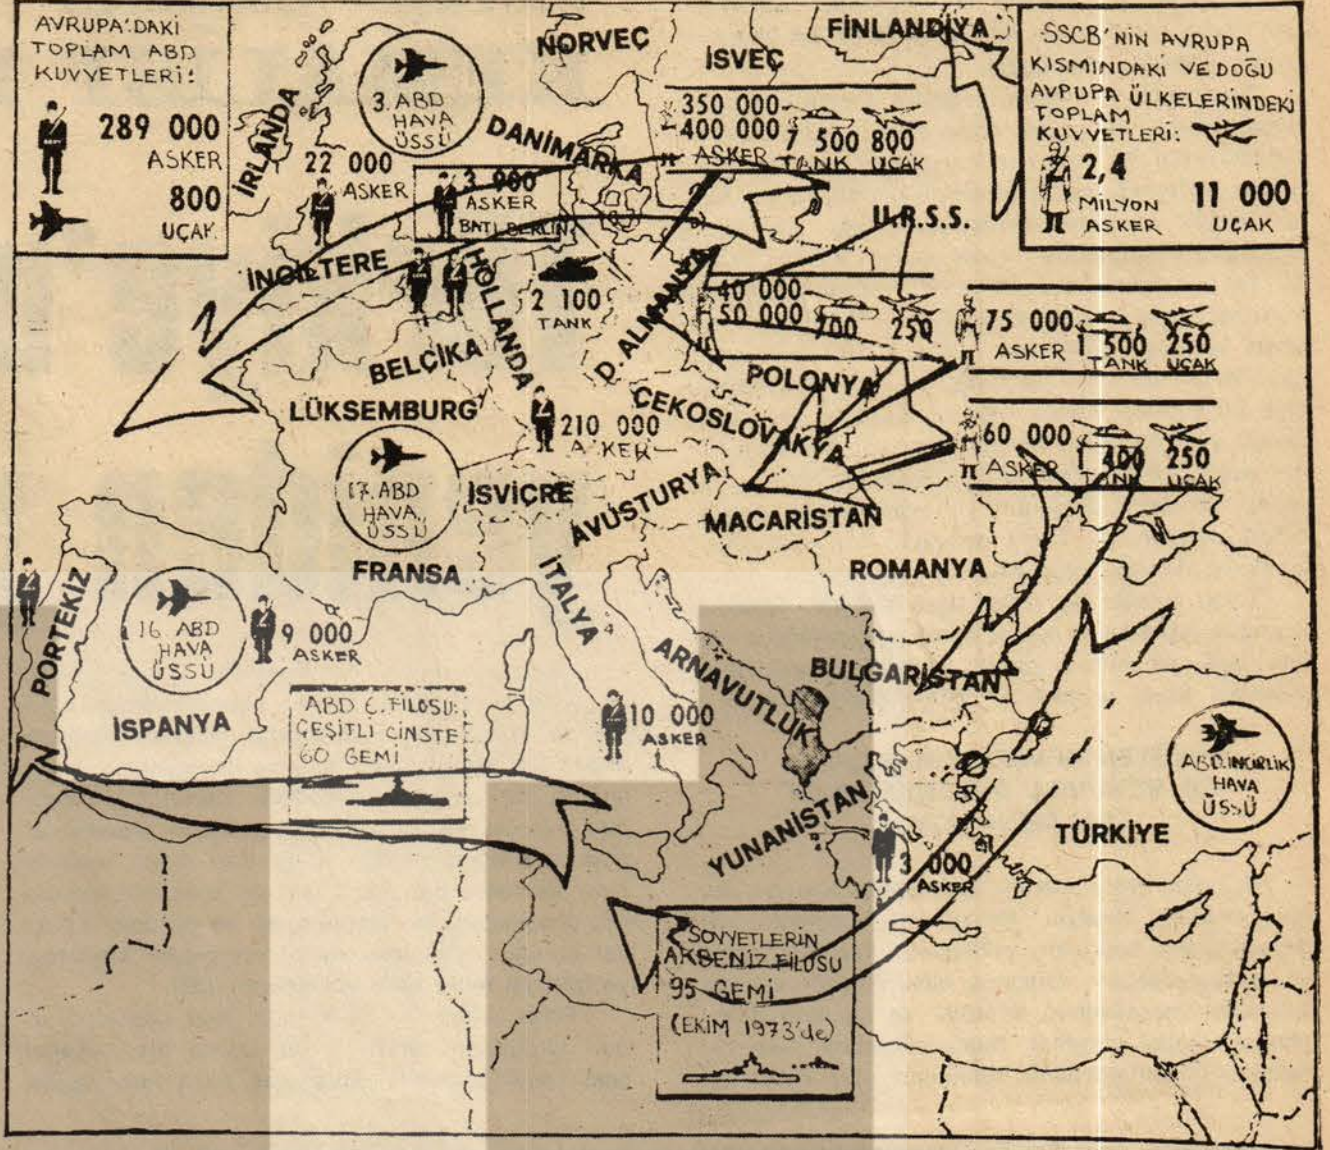 AVRUPA'DAKİ
TOPLAM ABD
KUVVETLERİ:
289 000
ASKER
800
UÇAK
NORVEÇ
İSVEÇ
FİNLANDİYA
SSCB'NİN AVRUPA
KISMINDAKİ VE DOĞU
AVPUPA ÜLKELERİNDEKİ
TOPLAM
KUVVETLERİ:
2,4
MİLYON
ASKER
11 000
UÇAK
3. ABD
HAVA
ÜSSÜ
İRLANDA
22 000
ASKER
DANİMARKA
350 000
400 000
ASKER
7 500
TANK
800
UÇAK
3 900
ASKER
BATI BERLİN
U.R.S.S.
İNGİLTERE
HOLLANDA
2 100
TANK
D. ALMANYA
40 000
50 000
700
250
75 000
ASKER
1 500
TANK
250
UÇAK
BELÇİKA
POLONYA
LÜKSEMBURG
ÇEKOSLOVAKYA
210 000
ASKER
60 000
ASKER
1 400
TANK
250
UÇAK
17. ABD
HAVA
ÜSSÜ
İSVİÇRE
AVUSTURYA
MACARİSTAN
FRANSA
İTALYA
ROMANYA
PORTEKİZ
16. ABD
HAVA
ÜSSÜ
9 000
ASKER
ARNAVUTLUK
BULGARİSTAN
İSPANYA
ABD 6. FİLOSU:
ÇEŞİTLİ CİNSTE
60 GEMİ
10 000
ASKER
ABD. İNCİRLİK
HAVA
ÜSSÜ
YUNANİSTAN
TÜRKİYE
3 000
ASKER
SOVYETLERİN
AKDENİZ FİLOSU
95 GEMİ
(EKİM 1973'de)